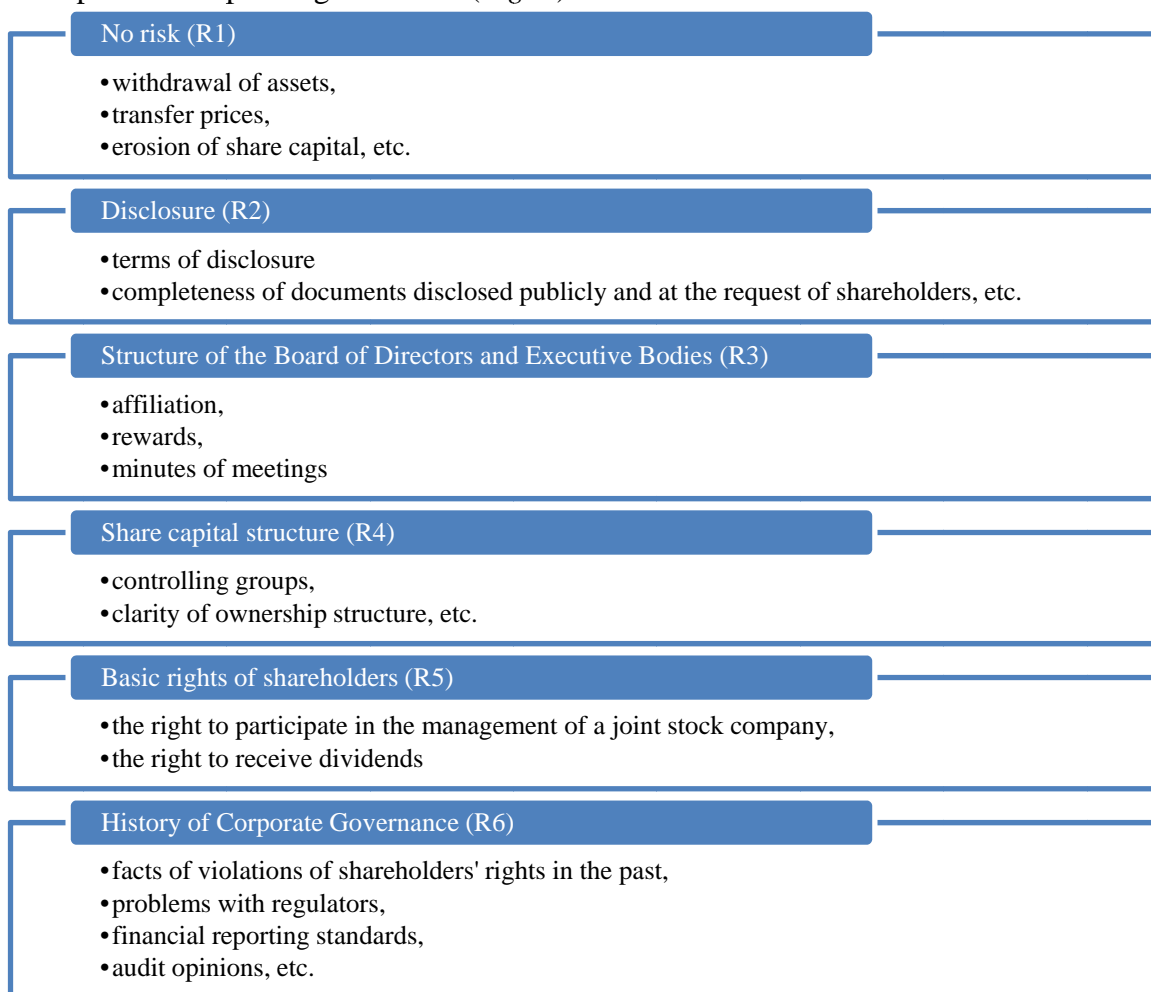 No risk (R1)
•withdrawal of assets,
•transfer prices,
•erosion of share capital, etc.
Disclosure (R2)
•terms of disclosure
•completeness of documents disclosed publicly and at the request of shareholders, etc.
Structure of the Board of Directors and Executive Bodies (R3)
•affiliation,
•rewards,
•minutes of meetings
Share capital structure (R4)
•controlling groups,
•clarity of ownership structure, etc.
Basic rights of shareholders (R5)
•the right to participate in the management of a joint stock company,
•the right to receive dividends
History of Corporate Governance (R6)
•facts of violations of shareholders' rights in the past,
•problems with regulators,
•financial reporting standards,
•audit opinions, etc.